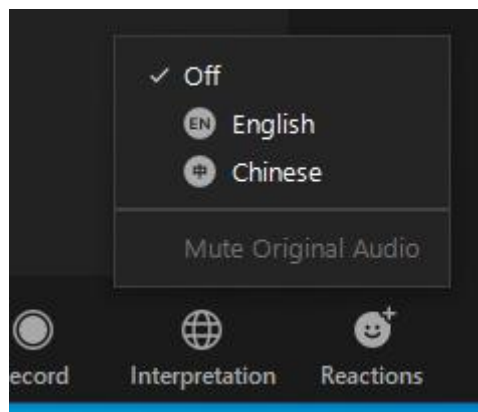 Off
EN English
中 Chinese
Mute Original Audio
ecord Interpretation Reactions